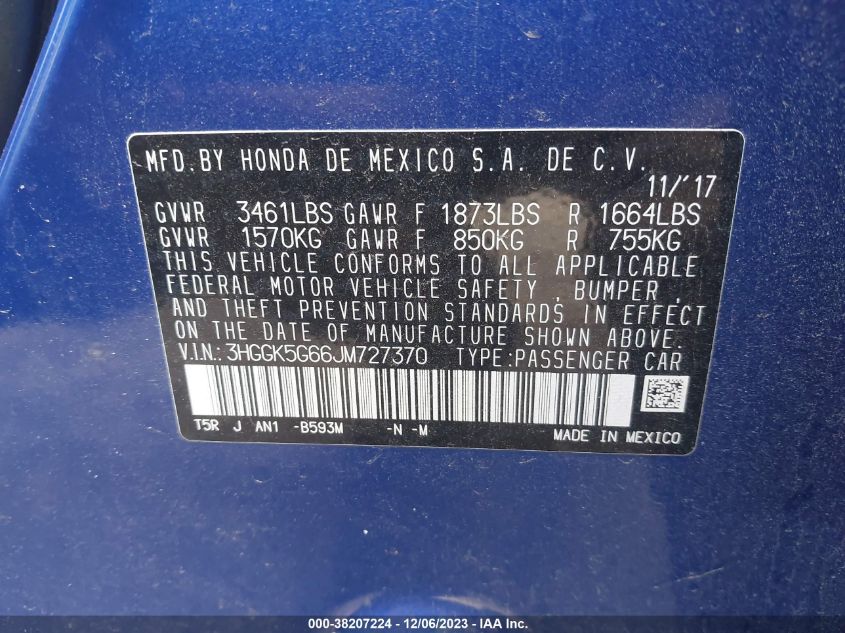 MFD.BY HONDA DE MEXICO S.A. DE C.V.
11/'17
GVWR 3461LBS GAWR F 1873LBS R 1664LBS
GVWR 1570KG GAWR F 850KG R 755KG
THIS VEHICLE CONFORMS TO ALL APPLICABLE
FEDERAL MOTOR VEHICLE SAFETY, BUMPER,
AND THEFT PREVENTION STANDARDS IN EFFECT
ON THE DATE OF MANUFACTURE SHOWN ABOVE.
V.I.N.: 3HGGK5G66JM727370 TYPE:PASSENGER CAR
T5R J AN1 -B593M -N -M
MADE IN MEXICO
000-38207224 - 12/06/2023 - ©2023 IAA, Inc.